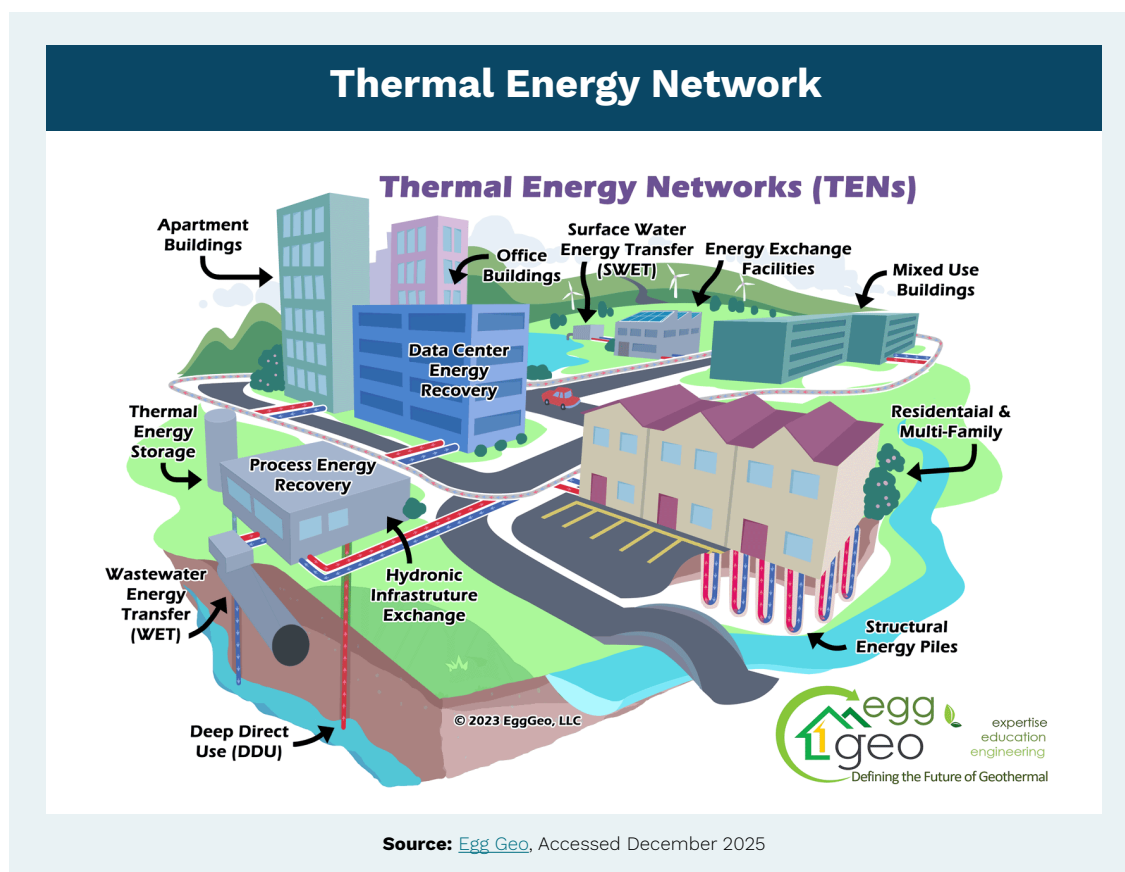 Thermal Energy Network
Thermal Energy Networks (TENs)
Apartment
Buildings
Office
Buildings
Surface Water
Energy Transfer
(SWET)
Energy Exchange
Facilities
Mixed Use
Buildings
Data Center
Energy
Recovery
Thermal
Energy
Storage
Process Energy
Recovery
Residentaial &
Multi-Family
Wastewater
Energy
Transfer
(WET)
Hydronic
Infrastruture
Exchange
Structural
Energy Piles
Deep Direct
Use (DDU)
© 2023 EggGeo, LLC
egg
geo
expertise
education
engineering
Defining the Future of Geothermal
Source: Egg Geo, Accessed December 2025